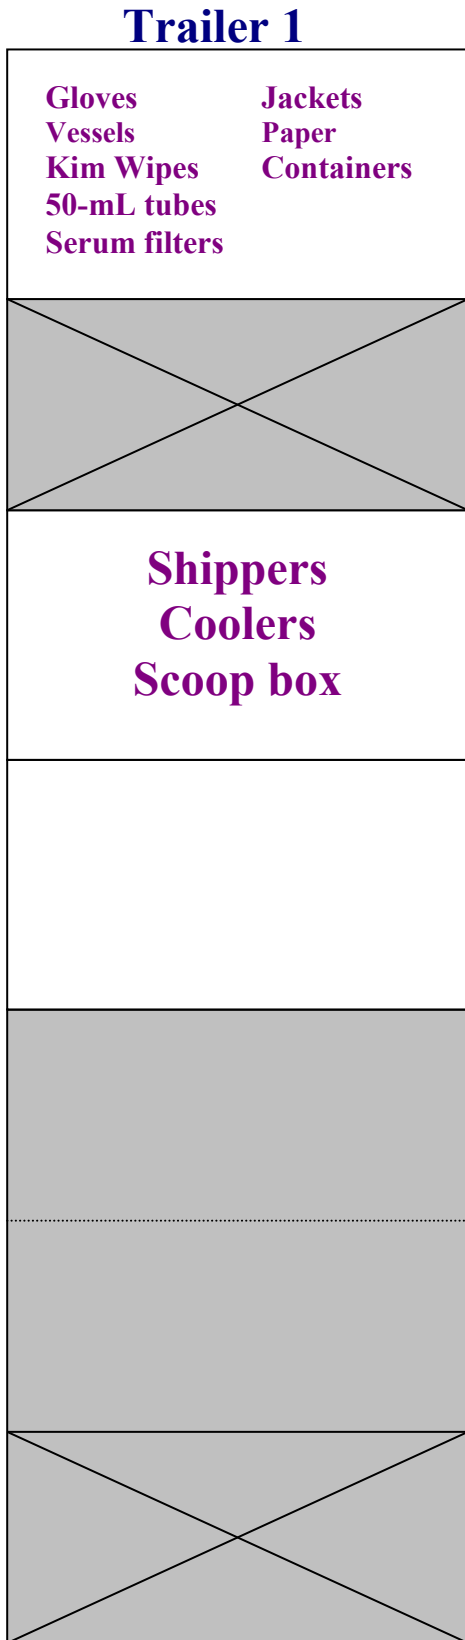 Trailer 1
Gloves Jackets
Vessels Paper
Kim Wipes Containers
50-mL tubes
Serum filters
Shippers
Coolers
Scoop box